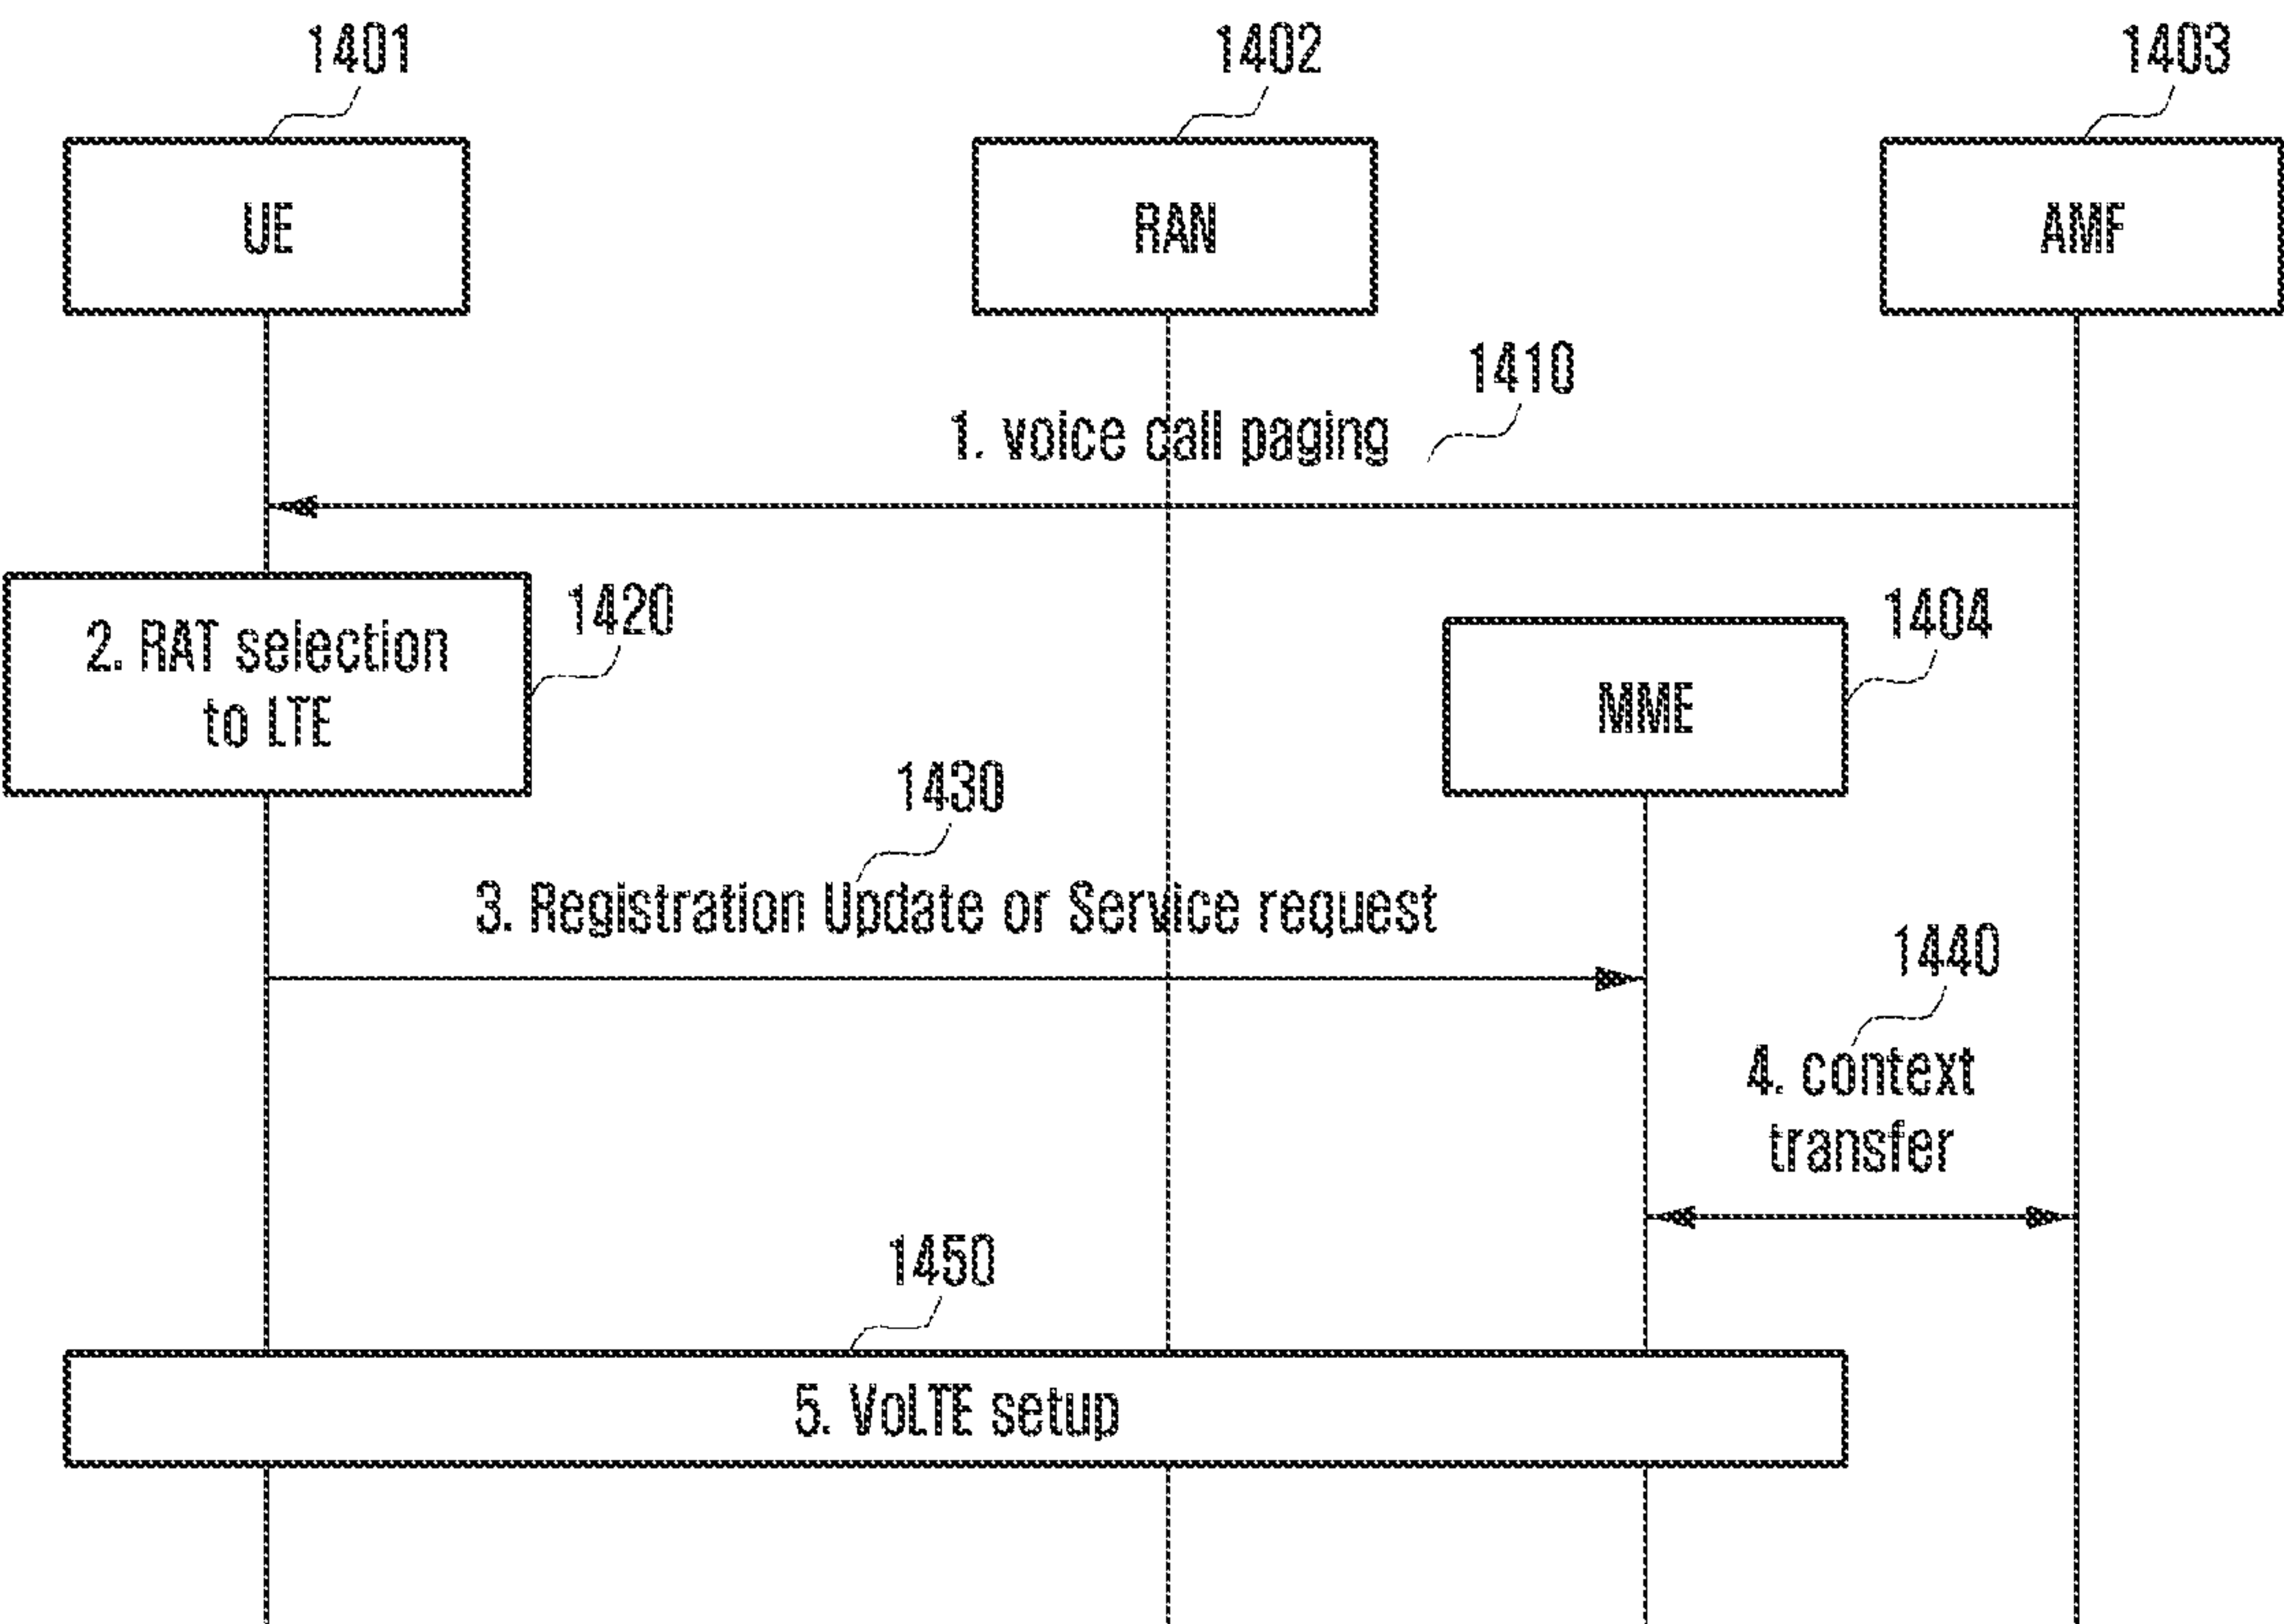 1401
1402
1403
UE
RAN
AMF
1410
1. voice call paging
1420
2. RAT selection
to LTE
1404
MME
1430
3. Registration Update or Service request
1440
4. context
transfer
1450
5. VoLTE setup